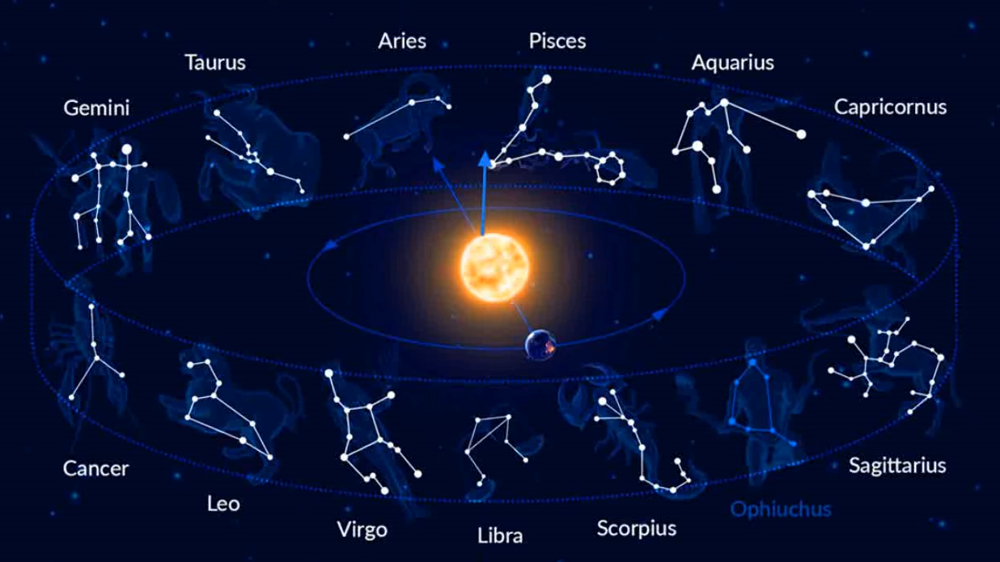 Aries
Pisces
Taurus
Aquarius
Gemini
Capricornus
Cancer
Sagittarius
Leo
Ophiuchus
Virgo
Libra
Scorpius